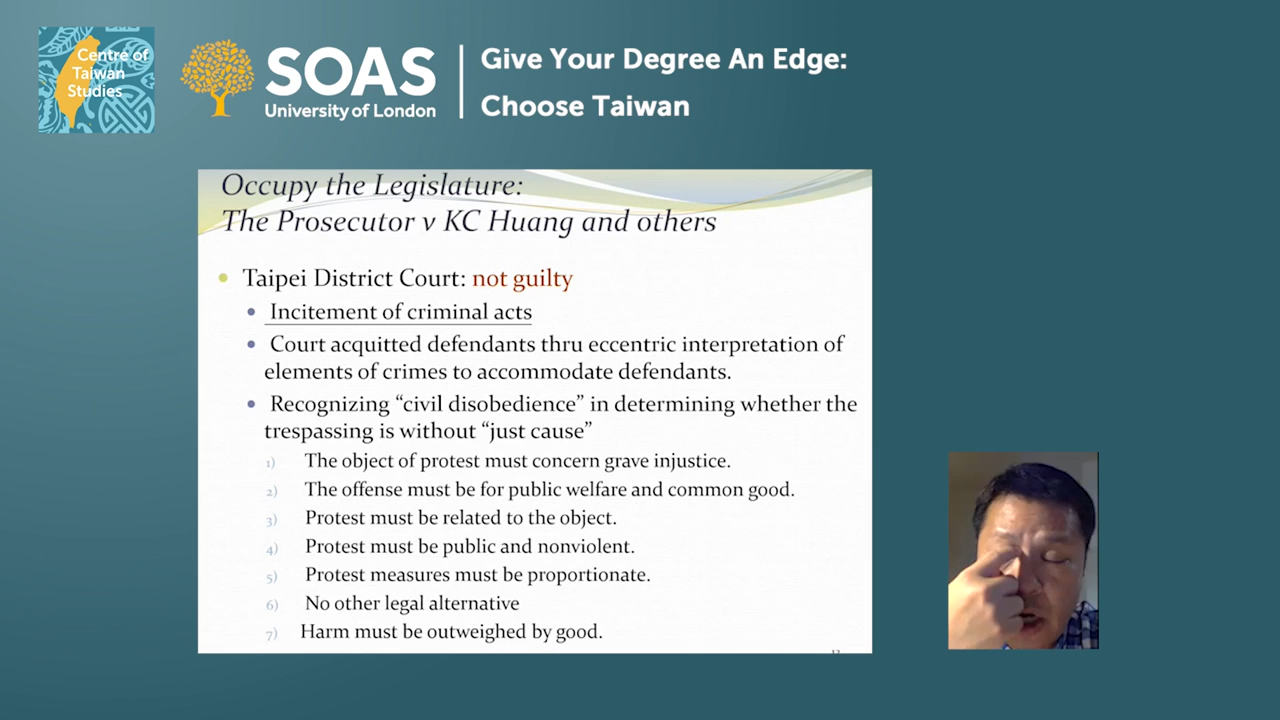 Centre of
Taiwan
Studies
SOAS
University of London
Give Your Degree An Edge:
Choose Taiwan
Occupy the Legislature:
The Prosecutor v KC Huang and others
• Taipei District Court: not guilty
• Incitement of criminal acts
• Court acquitted defendants thru eccentric interpretation of
elements of crimes to accommodate defendants.
• Recognizing “civil disobedience” in determining whether the
trespassing is without “just cause”
1) The object of protest must concern grave injustice.
2) The offense must be for public welfare and common good.
3) Protest must be related to the object.
4) Protest must be public and nonviolent.
5) Protest measures must be proportionate.
6) No other legal alternative
7) Harm must be outweighed by good.